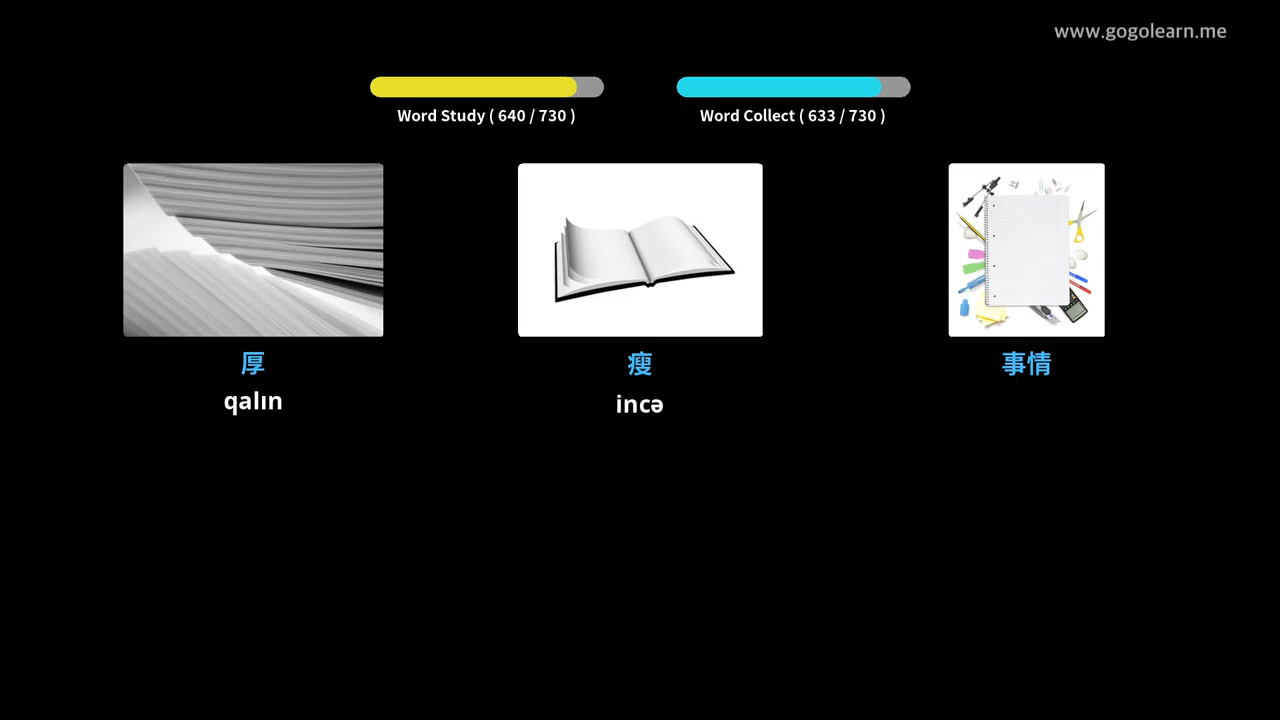 www.gogolearn.me
Word Study ( 640 / 730 )
Word Collect ( 633 / 730 )
厚
瘦
事情
qalın
incə